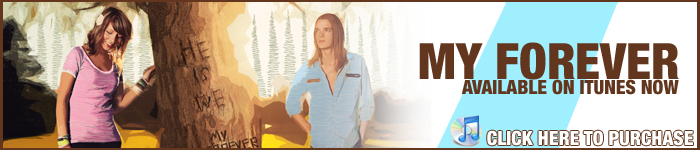 HE
IS
WE
MY
FOREVER
MY FOREVER
AVAILABLE ON ITUNES NOW
CLICK HERE TO PURCHASE